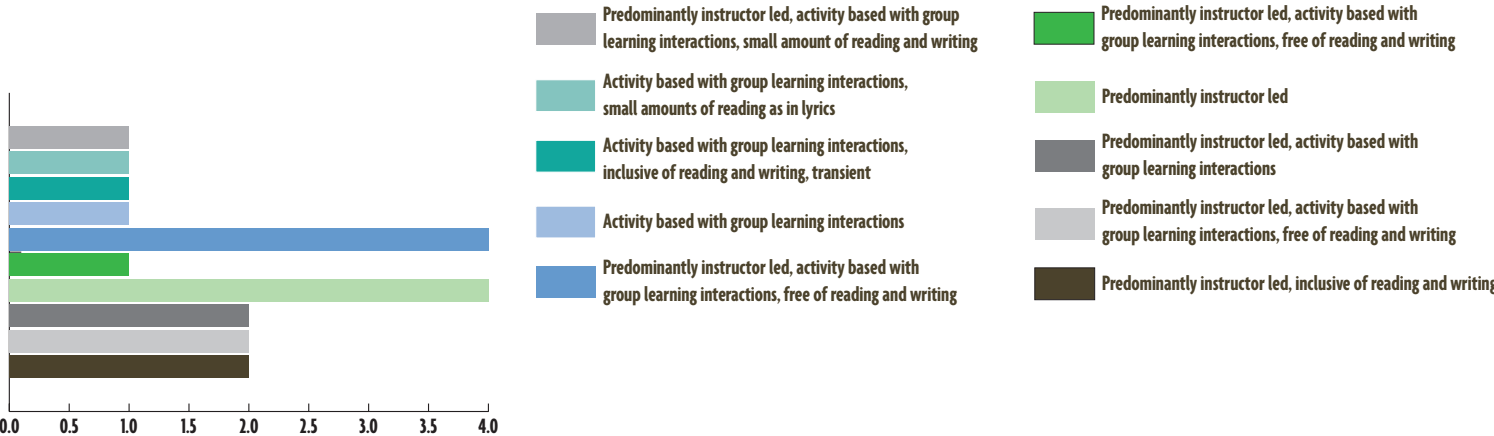 Predominantly instructor led, activity based with group
learning interactions, small amount of reading and writing
Activity based with group learning interactions,
small amounts of reading as in lyrics
Activity based with group learning interactions,
inclusive of reading and writing, transient
Activity based with group learning interactions
Predominantly instructor led, activity based with
group learning interactions, free of reading and writing
Predominantly instructor led, activity based with
group learning interactions, free of reading and writing
Predominantly instructor led
Predominantly instructor led, activity based with
group learning interactions
Predominantly instructor led, activity based with
group learning interactions, free of reading and writing
Predominantly instructor led, inclusive of reading and writing
0.0 0.5 1.0 1.5 2.0 2.5 3.0 3.5 4.0